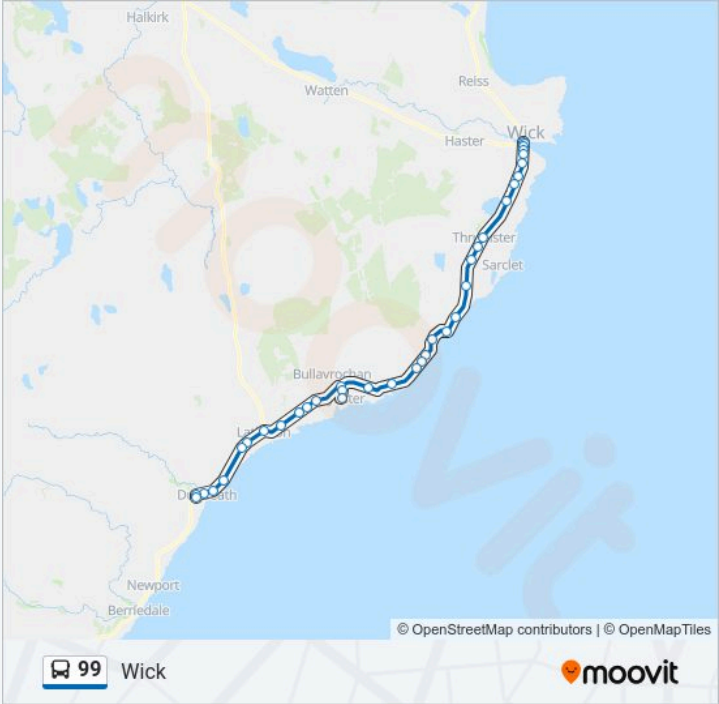 Halkirk
Reiss
Watten
Wick
Haster
Sarclet
Bullavrochan
Newport
Berriedale
© OpenStreetMap contributors | © OpenMapTiles
99 Wick
moovit